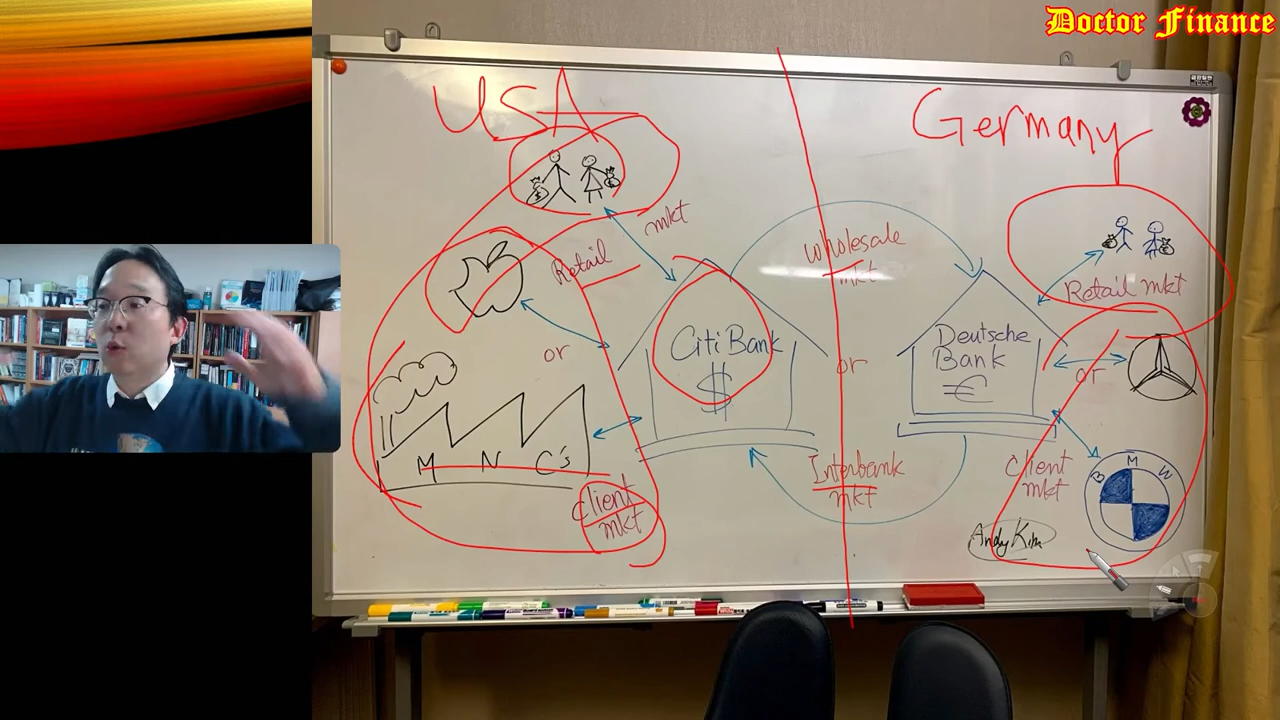 Doctor Finance
USA
Germany
Retail mkt
wholesale
mkt
Retail mkt
or
Citi Bank
$
or
Deutsche
Bank
€
or
M N C's
Client
mkt
Interbank
mkt
Client
mkt
B M W
Andy Kim